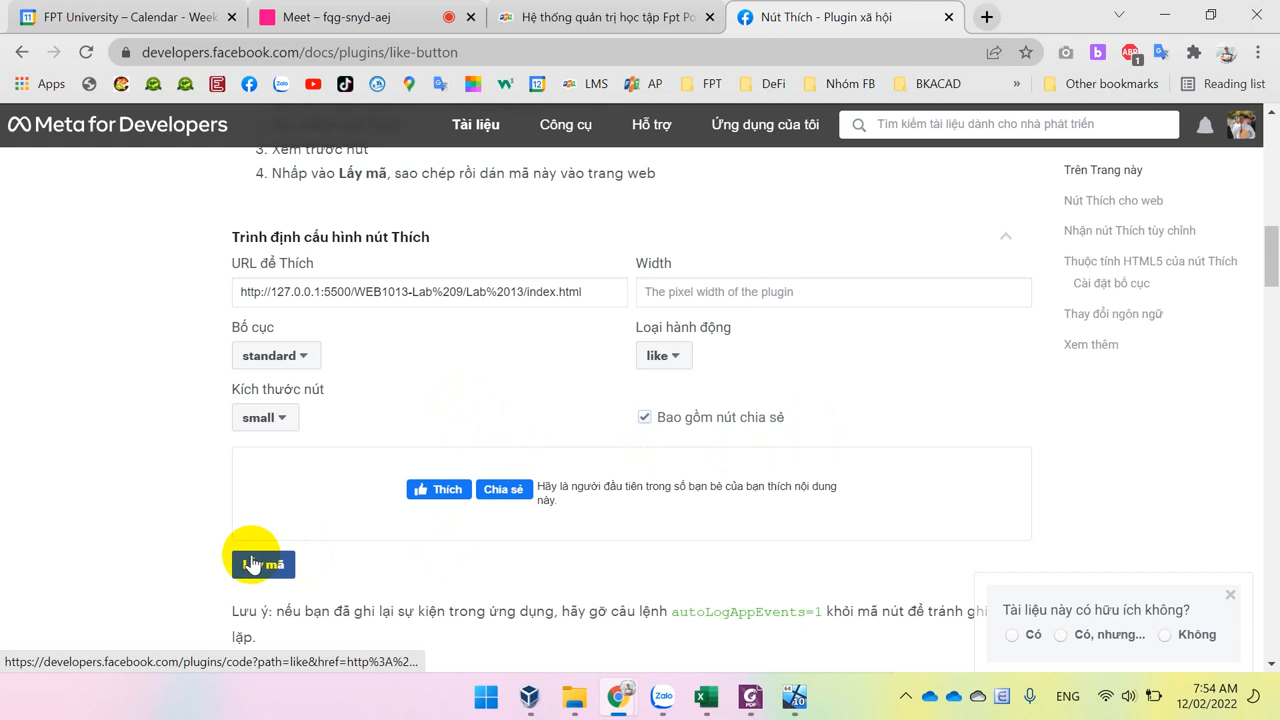 FPT University - Calendar - Week
Meet – fqg-snyd-aej
Hệ thống quản trị học tập Fpt Po
Nút Thích - Plugin xã hội
developers.facebook.com/docs/plugins/like-button
Apps
LMS
AP
FPT
DeFi
Nhóm FB
BKACAD
»
Other bookmarks
Reading list
Meta for Developers
Tài liệu
Công cụ
Hỗ trợ
Ứng dụng của tôi
Tìm kiếm tài liệu dành cho nhà phát triển
3. Xem trước nút
4. Nhấp vào Lấy mã, sao chép rồi dán mã này vào trang web
Trên Trang này
Nút Thích cho web
Nhận nút Thích tùy chỉnh
Thuộc tính HTML5 của nút Thích
Cài đặt bố cục
Thay đổi ngôn ngữ
Xem thêm
Trình định cấu hình nút Thích
URL để Thích
Width
http://127.0.0.1:5500/WEB1013-Lab%209/Lab%2013/index.html
The pixel width of the plugin
Bố cục
Loại hành động
standard
like
Kích thước nút
small
Bao gồm nút chia sẻ
Thích
Chia sẻ
Hãy là người đầu tiên trong số bạn bè của bạn thích nội dung
này.
Lấy mã
Lưu ý: nếu bạn đã ghi lại sự kiện trong ứng dụng, hãy gỡ câu lệnh autoLogAppEvents=1 khỏi mã nút để tránh ghi
lặp.
Tài liệu này có hữu ích không?
Có
Có, nhưng...
Không
https://developers.facebook.com/plugins/code?path=like&href=http%3A%2...
ENG
7:54 AM
12/02/2022